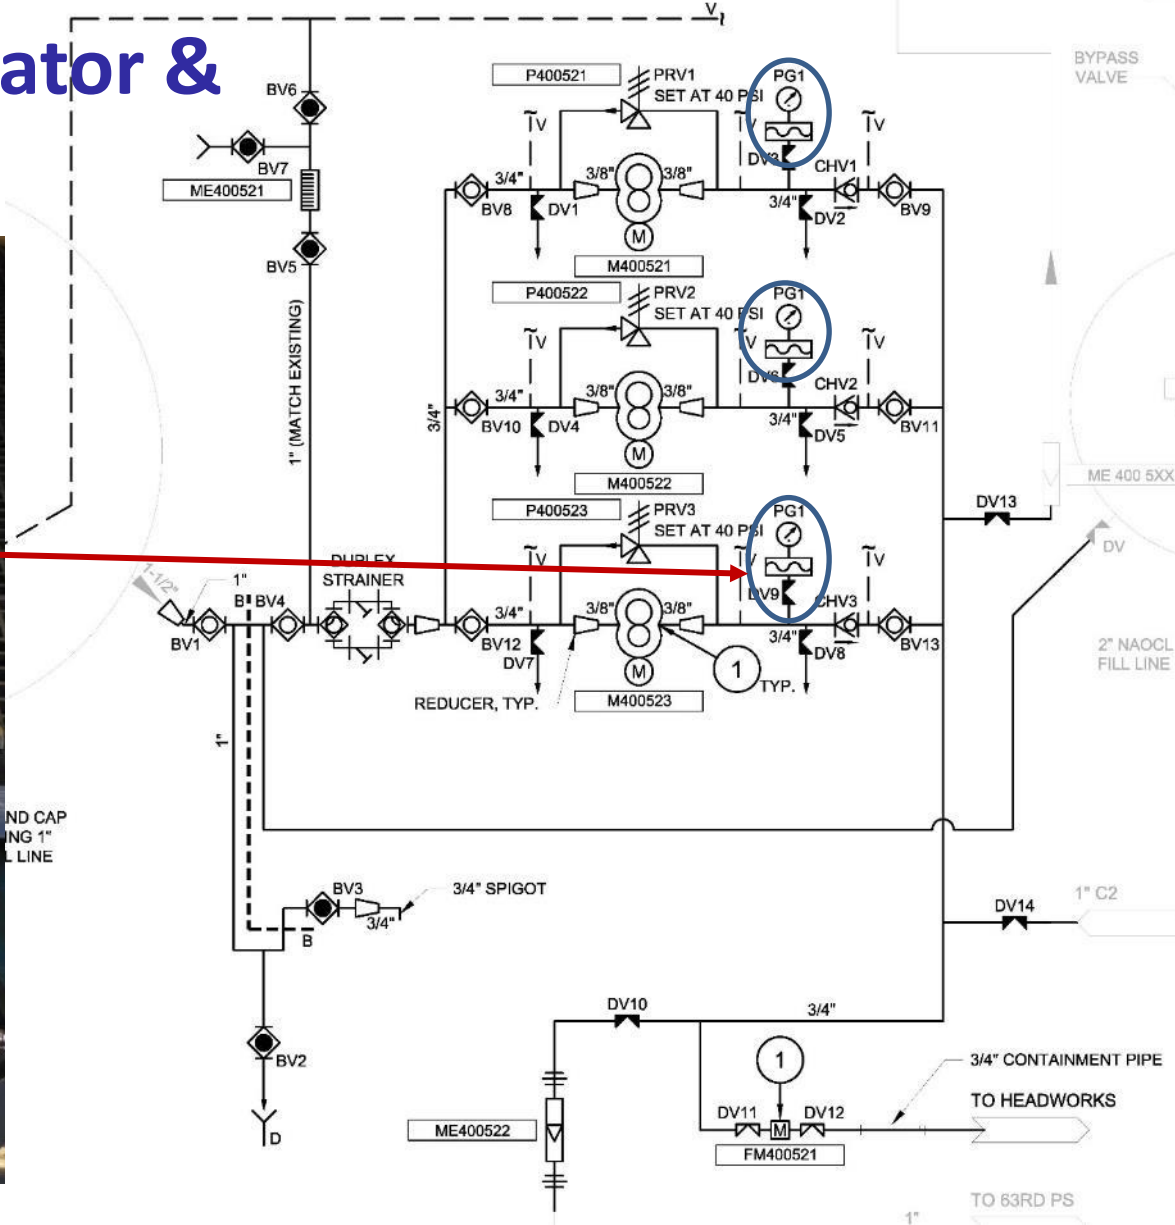 ator &
V
BYPASS
VALVE
P400521
PRV1
SET AT 40 PSI
PG1
BV6
V
V
V
BV7
DV3
CHV1
ME400521
3/4"
3/8"
3/8"
BV8
DV1
3/4"
DV2
BV9
M
M400521
BV5
P400522
PRV2
SET AT 40 PSI
PG1
V
V
V
1" (MATCH EXISTING)
3/4"
DV6
CHV2
3/4"
3/8"
3/8"
BV10
DV4
3/4"
DV5
BV11
M
M400522
ME 400 5XX
DV13
P400523
PRV3
SET AT 40 PSI
PG1
DV
V
V
V
DUPLEX
STRAINER
1-1/2"
1"
B
BV4
DV9
CHV3
3/4"
3/8"
3/8"
BV1
BV12
DV7
3/4"
DV8
BV13
2" NAOCL
FILL LINE
M
1
TYP.
REDUCER, TYP.
M400523
1"
ND CAP
ING 1"
L LINE
BV3
3/4" SPIGOT
3/4"
B
1" C2
DV14
DV10
3/4"
BV2
1
3/4" CONTAINMENT PIPE
TO HEADWORKS
D
ME400522
DV11
M
DV12
FM400521
TO 63RD PS
1"